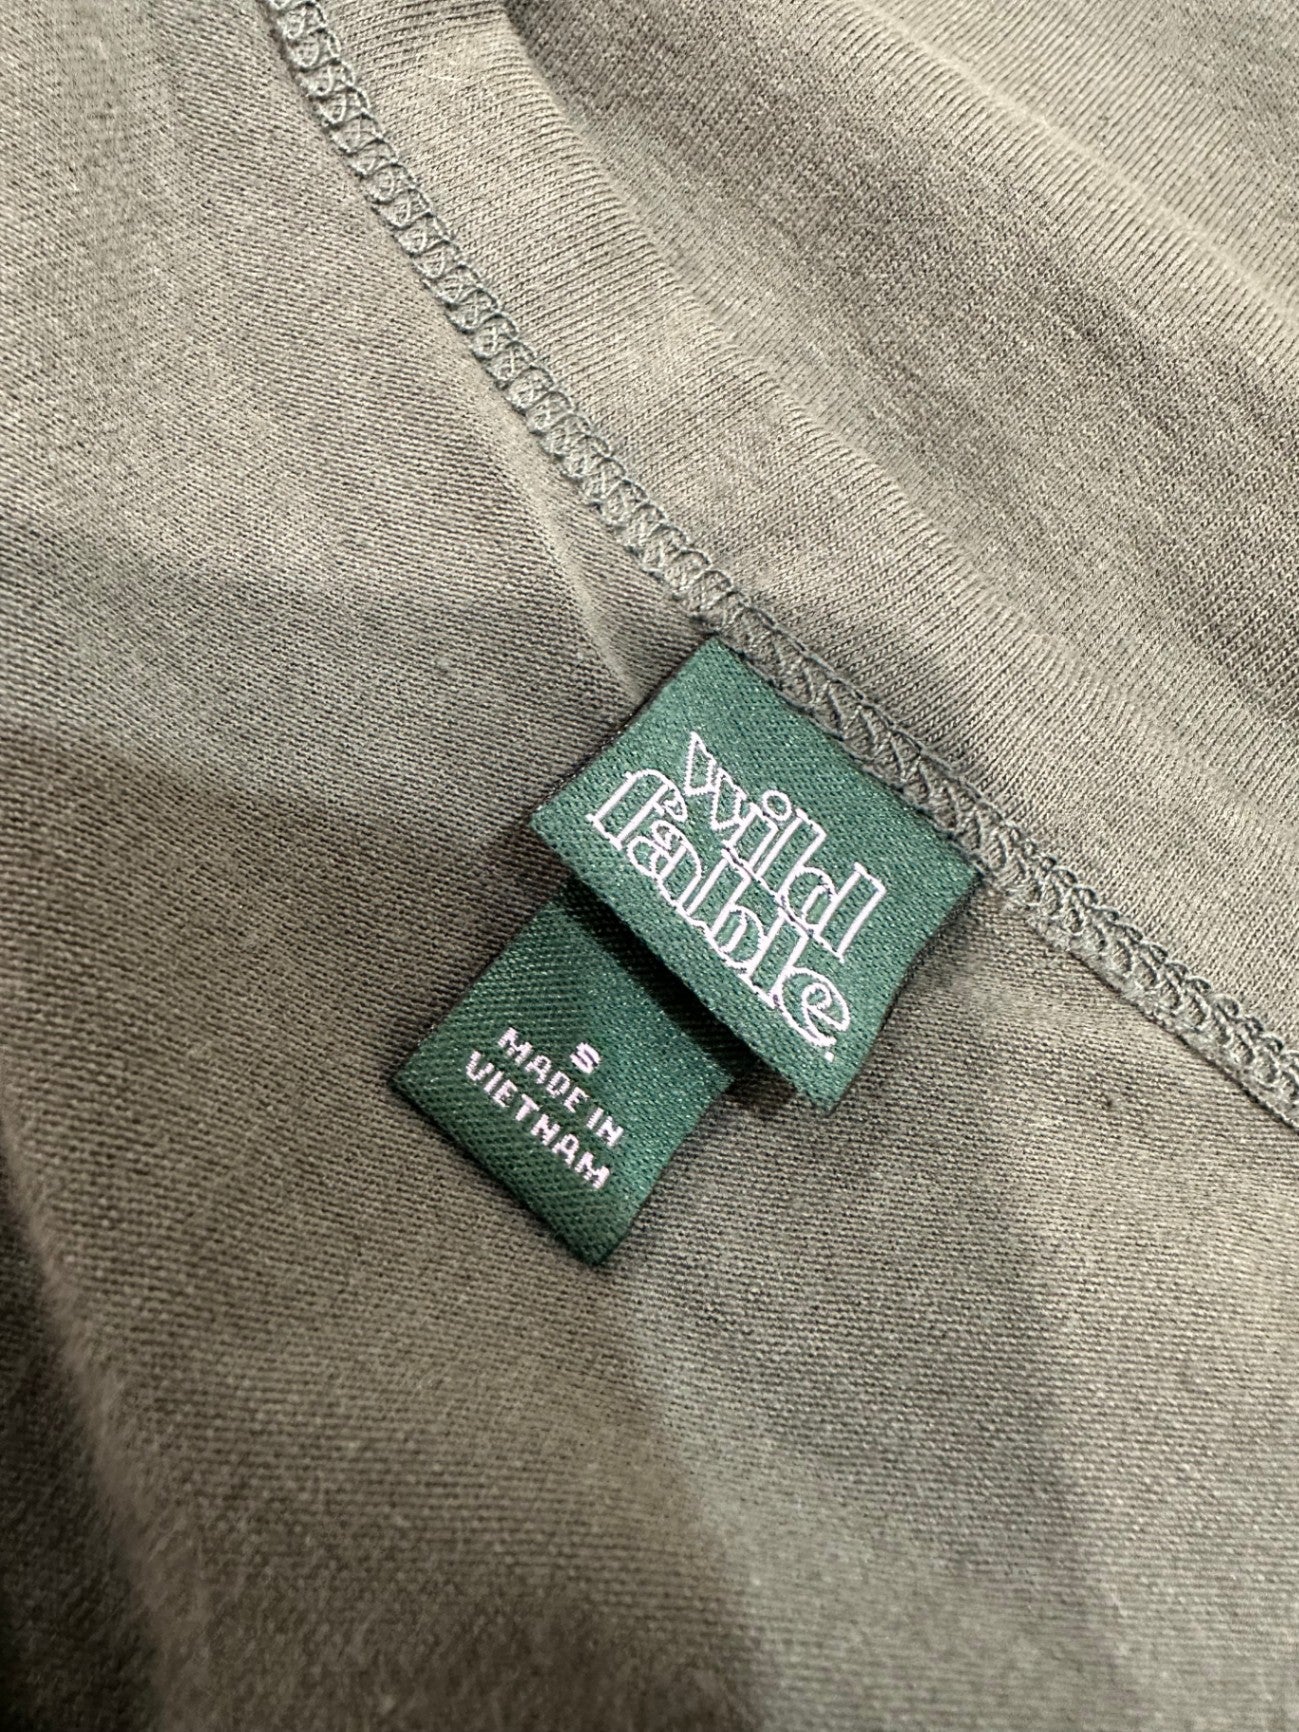 wild
fable.
S
MADE IN
VIETNAM